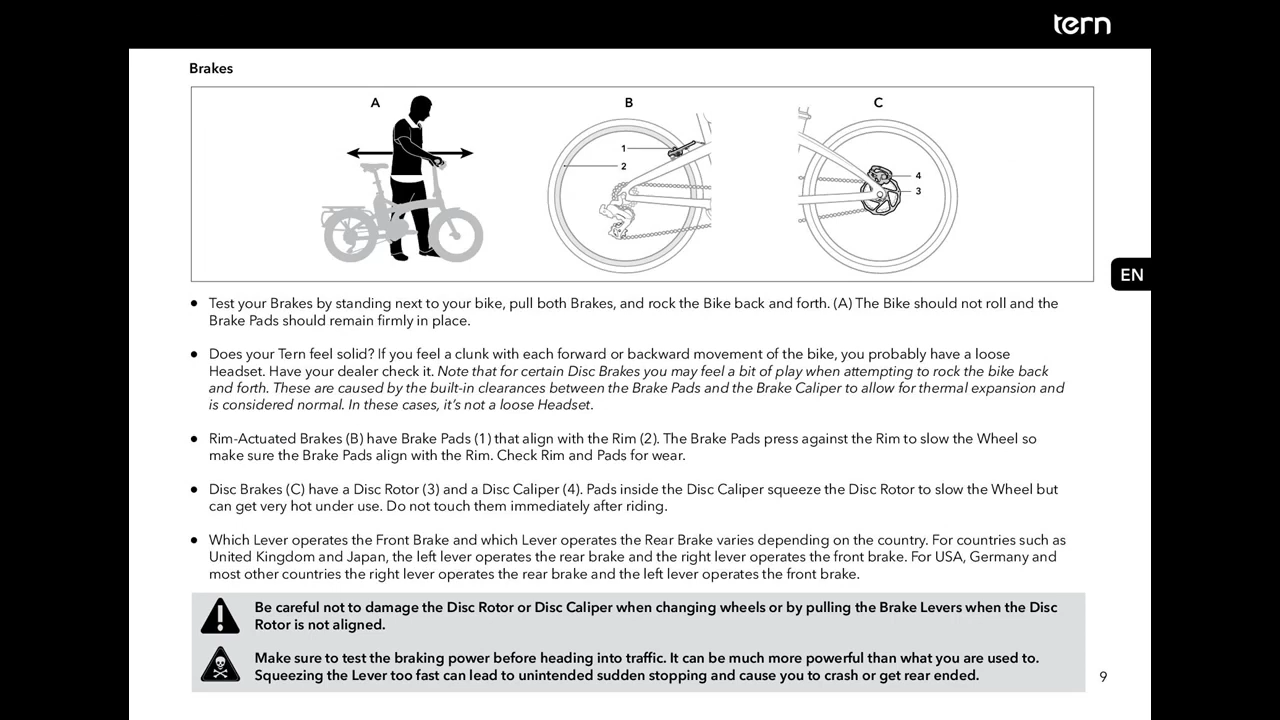 tern
Brakes
A
B
C
1
2
4
3
EN
● Test your Brakes by standing next to your bike, pull both Brakes, and rock the Bike back and forth. (A) The Bike should not roll and the
Brake Pads should remain firmly in place.
● Does your Tern feel solid? If you feel a clunk with each forward or backward movement of the bike, you probably have a loose
Headset. Have your dealer check it. Note that for certain Disc Brakes you may feel a bit of play when attempting to rock the bike back
and forth. These are caused by the built-in clearances between the Brake Pads and the Brake Caliper to allow for thermal expansion and
is considered normal. In these cases, it's not a loose Headset.
● Rim-Actuated Brakes (B) have Brake Pads (1) that align with the Rim (2). The Brake Pads press against the Rim to slow the Wheel so
make sure the Brake Pads align with the Rim. Check Rim and Pads for wear.
● Disc Brakes (C) have a Disc Rotor (3) and a Disc Caliper (4). Pads inside the Disc Caliper squeeze the Disc Rotor to slow the Wheel but
can get very hot under use. Do not touch them immediately after riding.
● Which Lever operates the Front Brake and which Lever operates the Rear Brake varies depending on the country. For countries such as
United Kingdom and Japan, the left lever operates the rear brake and the right lever operates the front brake. For USA, Germany and
most other countries the right lever operates the rear brake and the left lever operates the front brake.
Be careful not to damage the Disc Rotor or Disc Caliper when changing wheels or by pulling the Brake Levers when the Disc
Rotor is not aligned.
Make sure to test the braking power before heading into traffic. It can be much more powerful than what you are used to.
Squeezing the Lever too fast can lead to unintended sudden stopping and cause you to crash or get rear ended.
9